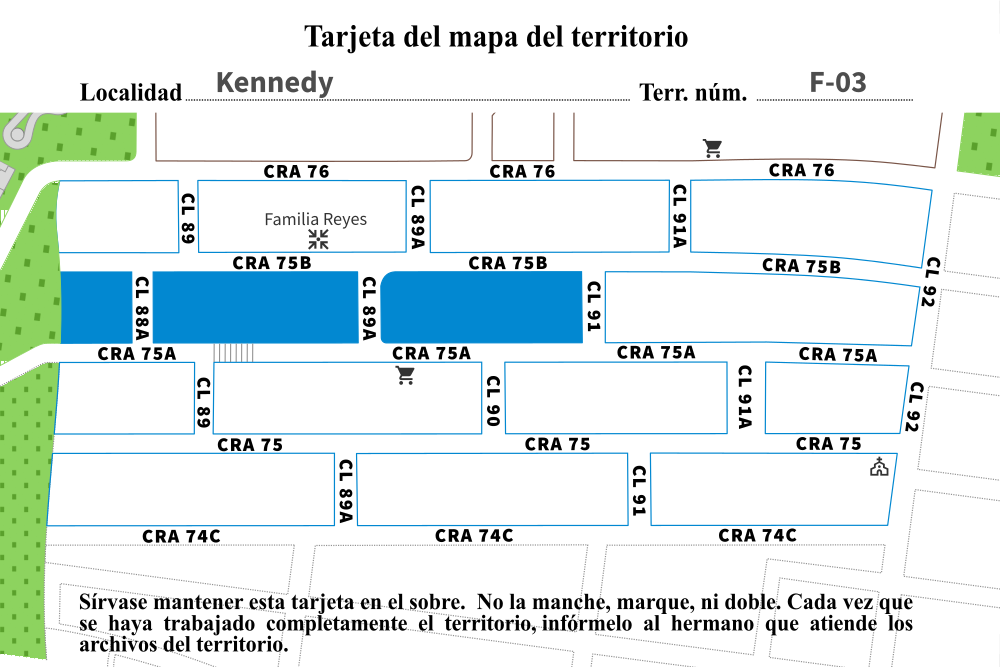 Tarjeta del mapa del territorio
Localidad Kennedy Terr. núm. F-03
CRA 76 CRA 76 CRA 76
CL 89 CL 89A CL 91A
Familia Reyes
CRA 75B CRA 75B CRA 75B
CL 92
CL 88A CL 89A CL 91
CRA 75A CRA 75A CRA 75A CRA 75A
CL 89 CL 90 CL 91A CL 92
CRA 75 CRA 75 CRA 75
CL 89A CL 91
CRA 74C CRA 74C CRA 74C
Sírvase mantener esta tarjeta en el sobre. No la manche, marque, ni doble. Cada vez que
se haya trabajado completamente el territorio, infórmelo al hermano que atiende los
archivos del territorio.